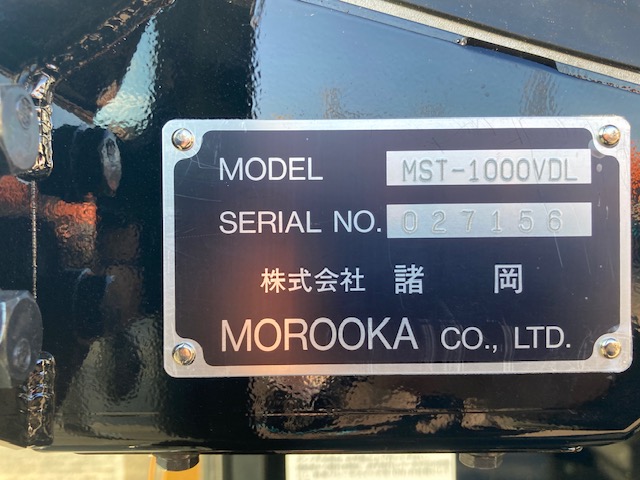 MODEL MST-1000VDL
SERIAL NO. 027156
株式会社 諸 岡
MOROOKA CO., LTD.